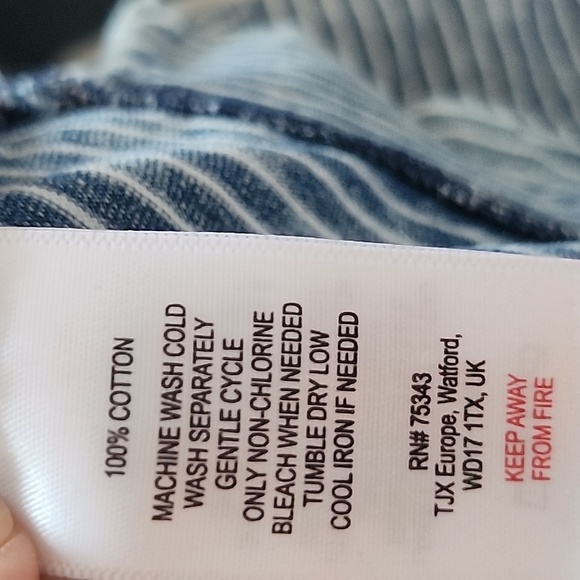 100% COTTON
MACHINE WASH COLD
WASH SEPARATELY
GENTLE CYCLE
ONLY NON-CHLORINE
BLEACH WHEN NEEDED
TUMBLE DRY LOW
COOL IRON IF NEEDED
RN# 75343
TJX Europe, Watford,
WD17 1TX, UK
KEEP AWAY
FROM FIRE